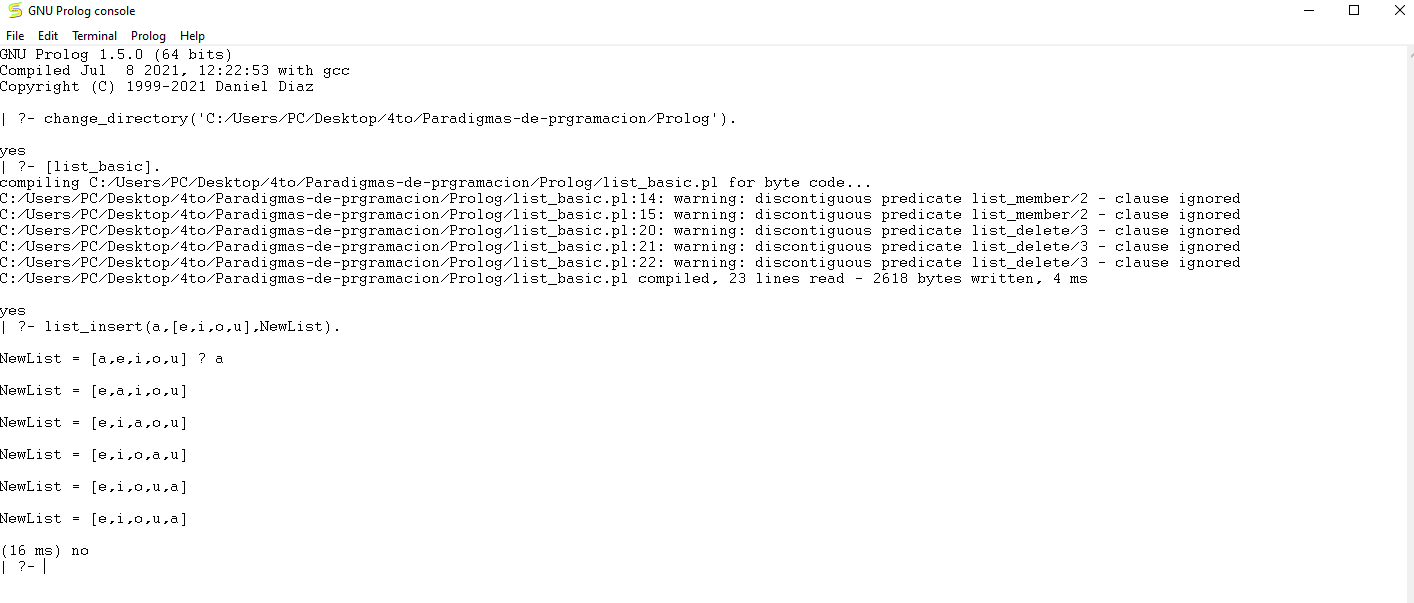 GNU Prolog console
File Edit Terminal Prolog Help
GNU Prolog 1.5.0 (64 bits)
Compiled Jul  8 2021, 12:22:53 with gcc
Copyright (C) 1999-2021 Daniel Diaz
| ?- change_directory('C:/Users/PC/Desktop/4to/Paradigmas-de-prgramacion/Prolog').
yes
| ?- [list_basic].
compiling C:/Users/PC/Desktop/4to/Paradigmas-de-prgramacion/Prolog/list_basic.pl for byte code...
C:/Users/PC/Desktop/4to/Paradigmas-de-prgramacion/Prolog/list_basic.pl:14: warning: discontiguous predicate list_member/2 - clause ignored
C:/Users/PC/Desktop/4to/Paradigmas-de-prgramacion/Prolog/list_basic.pl:15: warning: discontiguous predicate list_member/2 - clause ignored
C:/Users/PC/Desktop/4to/Paradigmas-de-prgramacion/Prolog/list_basic.pl:20: warning: discontiguous predicate list_delete/3 - clause ignored
C:/Users/PC/Desktop/4to/Paradigmas-de-prgramacion/Prolog/list_basic.pl:21: warning: discontiguous predicate list_delete/3 - clause ignored
C:/Users/PC/Desktop/4to/Paradigmas-de-prgramacion/Prolog/list_basic.pl:22: warning: discontiguous predicate list_delete/3 - clause ignored
C:/Users/PC/Desktop/4to/Paradigmas-de-prgramacion/Prolog/list_basic.pl compiled, 23 lines read - 2618 bytes written, 4 ms
yes
| ?- list_insert(a,[e,i,o,u],NewList).
NewList = [a,e,i,o,u] ? a
NewList = [e,a,i,o,u]
NewList = [e,i,a,o,u]
NewList = [e,i,o,a,u]
NewList = [e,i,o,u,a]
NewList = [e,i,o,u,a]
(16 ms) no
| ?-